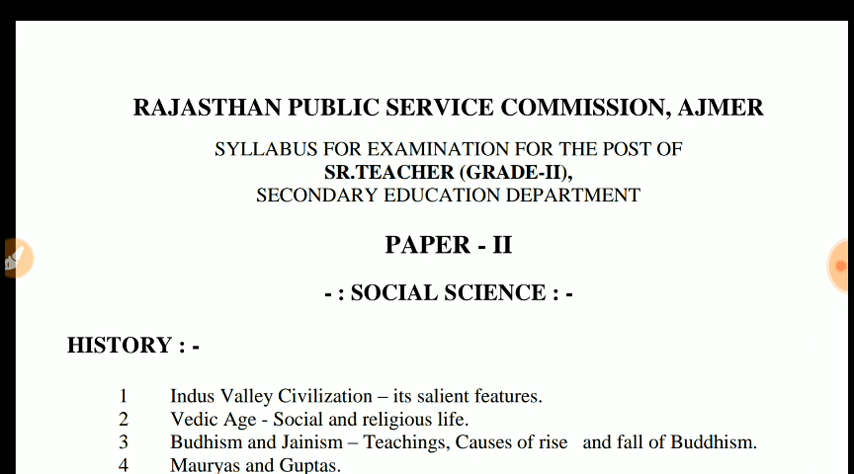 RAJASTHAN PUBLIC SERVICE COMMISSION, AJMER
SYLLABUS FOR EXAMINATION FOR THE POST OF
SR.TEACHER (GRADE-II),
SECONDARY EDUCATION DEPARTMENT
PAPER - II
- : SOCIAL SCIENCE : -
HISTORY : -
1 Indus Valley Civilization – its salient features.
2 Vedic Age - Social and religious life.
3 Budhism and Jainism – Teachings, Causes of rise and fall of Buddhism.
4 Mauryas and Guptas.